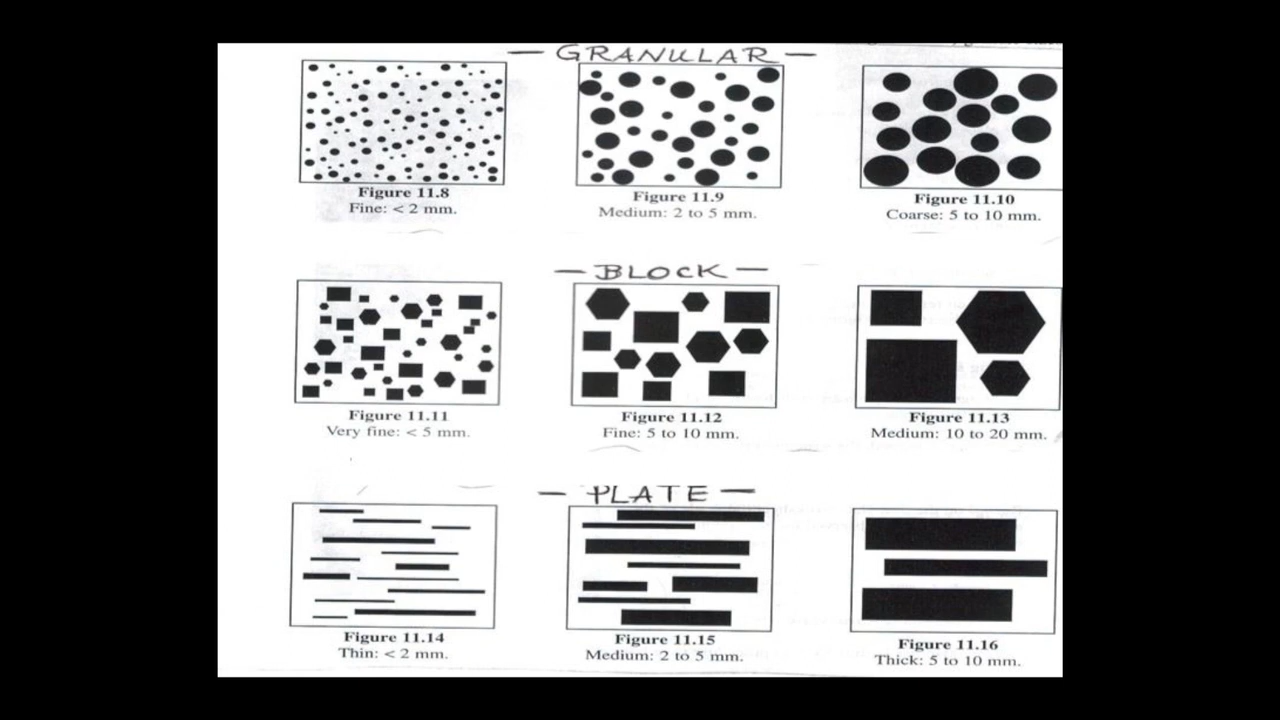 — GRANULAR —
Figure 11.8
Fine: < 2 mm.
Figure 11.9
Medium: 2 to 5 mm.
Figure 11.10
Coarse: 5 to 10 mm.
— BLOCK —
Figure 11.11
Very fine: < 5 mm.
Figure 11.12
Fine: 5 to 10 mm.
Figure 11.13
Medium: 10 to 20 mm.
— PLATE —
Figure 11.14
Thin: < 2 mm.
Figure 11.15
Medium: 2 to 5 mm.
Figure 11.16
Thick: 5 to 10 mm.